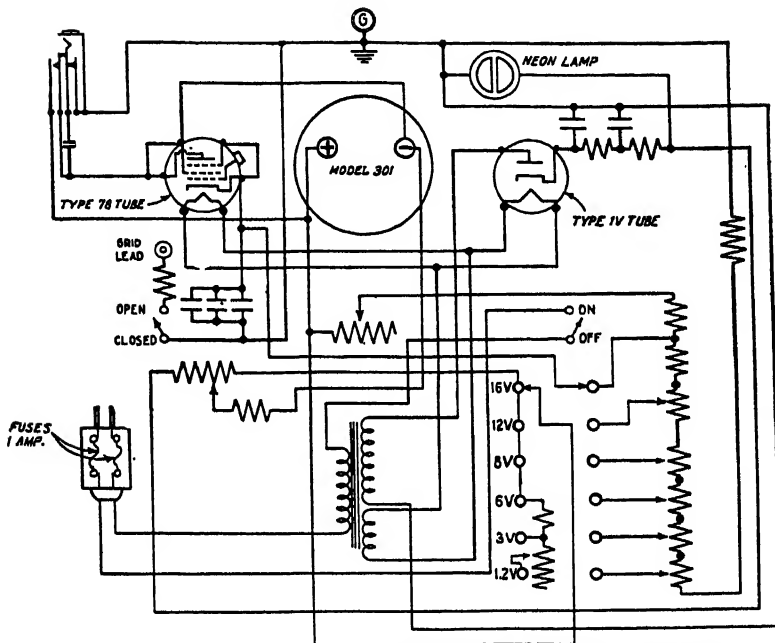 G
NEON LAMP
+
−
MODEL 301
TYPE 78 TUBE
TYPE 1V TUBE
GRID
LEAD
OPEN
CLOSED
ON
OFF
16V
12V
8V
6V
3V
1.2V
FUSES
1 AMP.